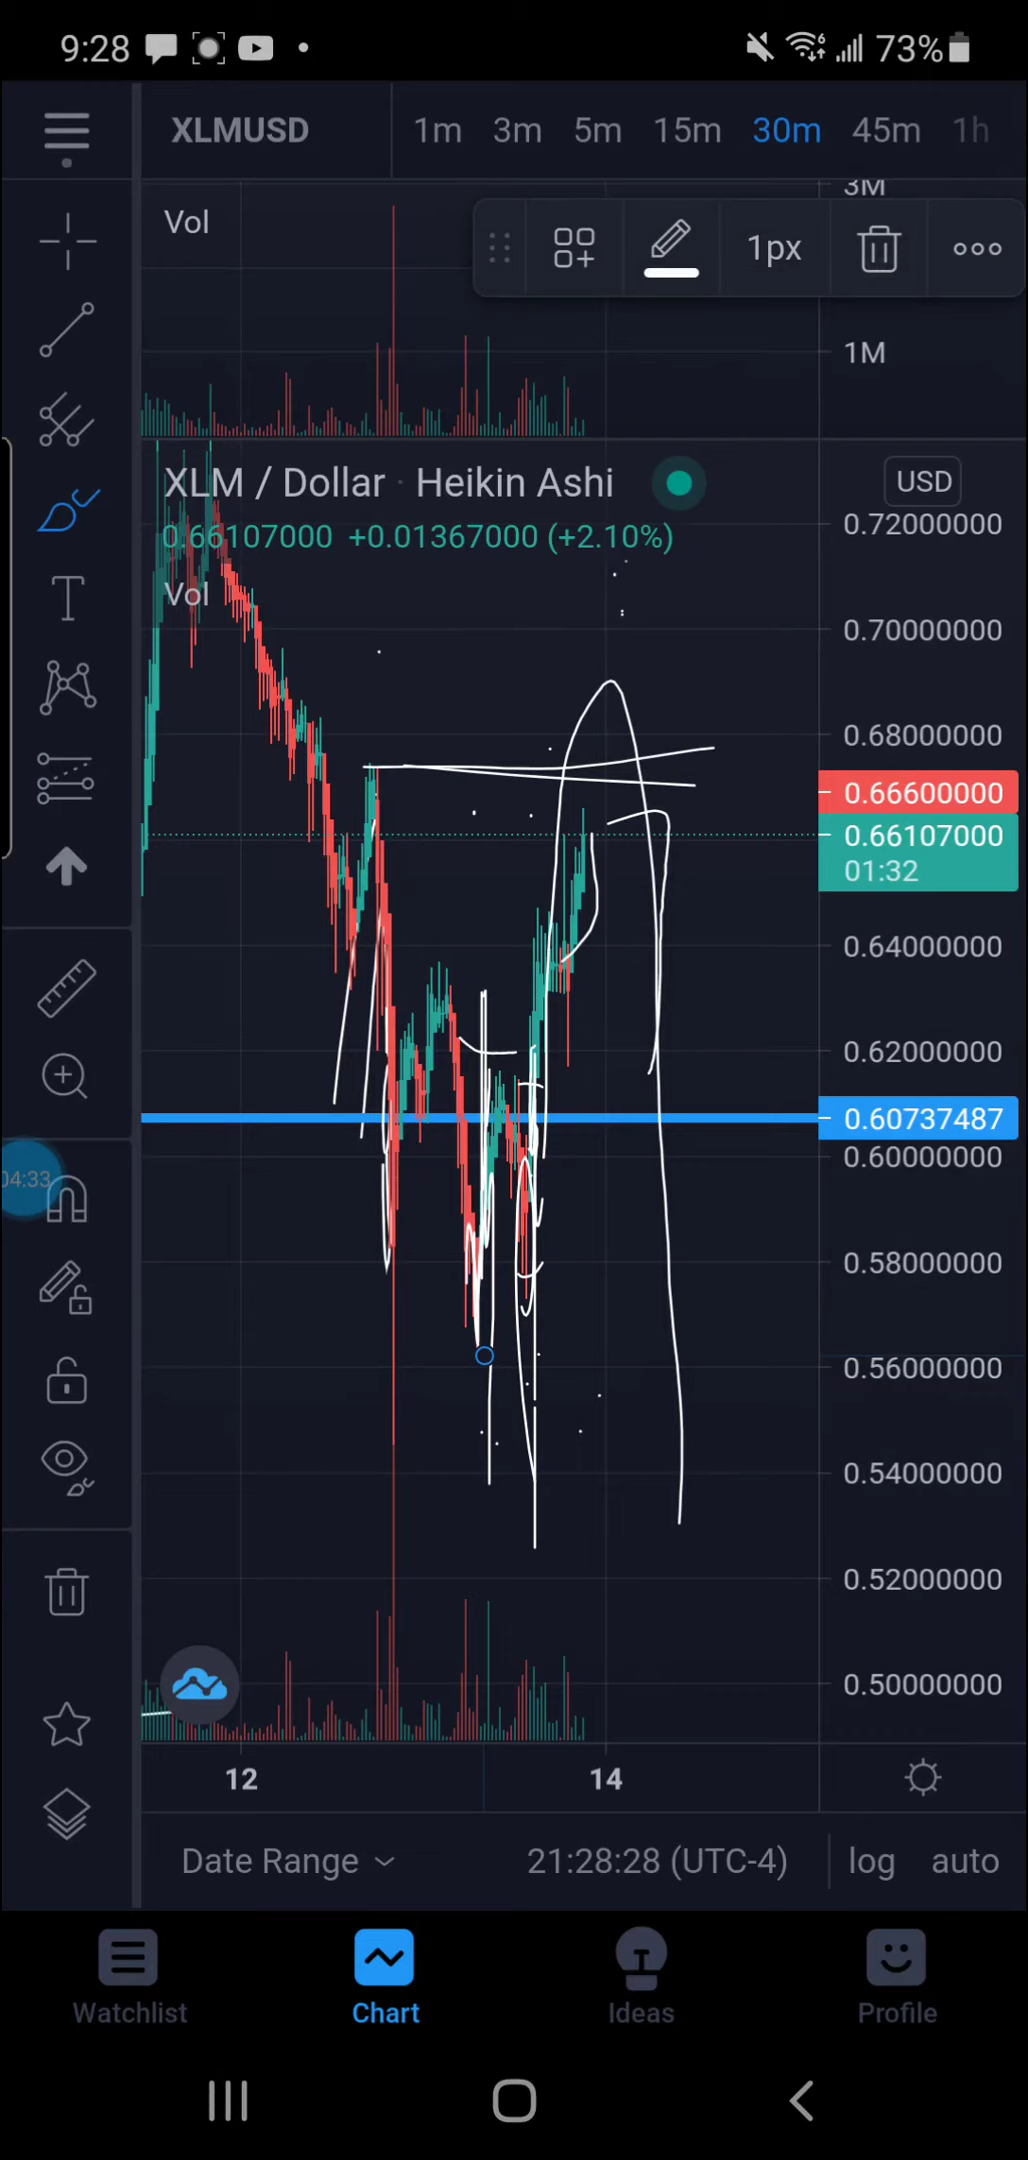 9:28 6 73%
XLMUSD 1m 3m 5m 15m 30m 45m 1h
3M
Vol
1px
1M
XLM / Dollar · Heikin Ashi USD
0.66107000 +0.01367000 (+2.10%)
0.72000000
Vol
0.70000000
0.68000000
0.66600000
0.66107000
01:32
0.64000000
0.62000000
0.60737487
0.60000000
04:33
0.58000000
0.56000000
0.54000000
0.52000000
0.50000000
12 14
Date Range 21:28:28 (UTC-4) log auto
Watchlist Chart Ideas Profile